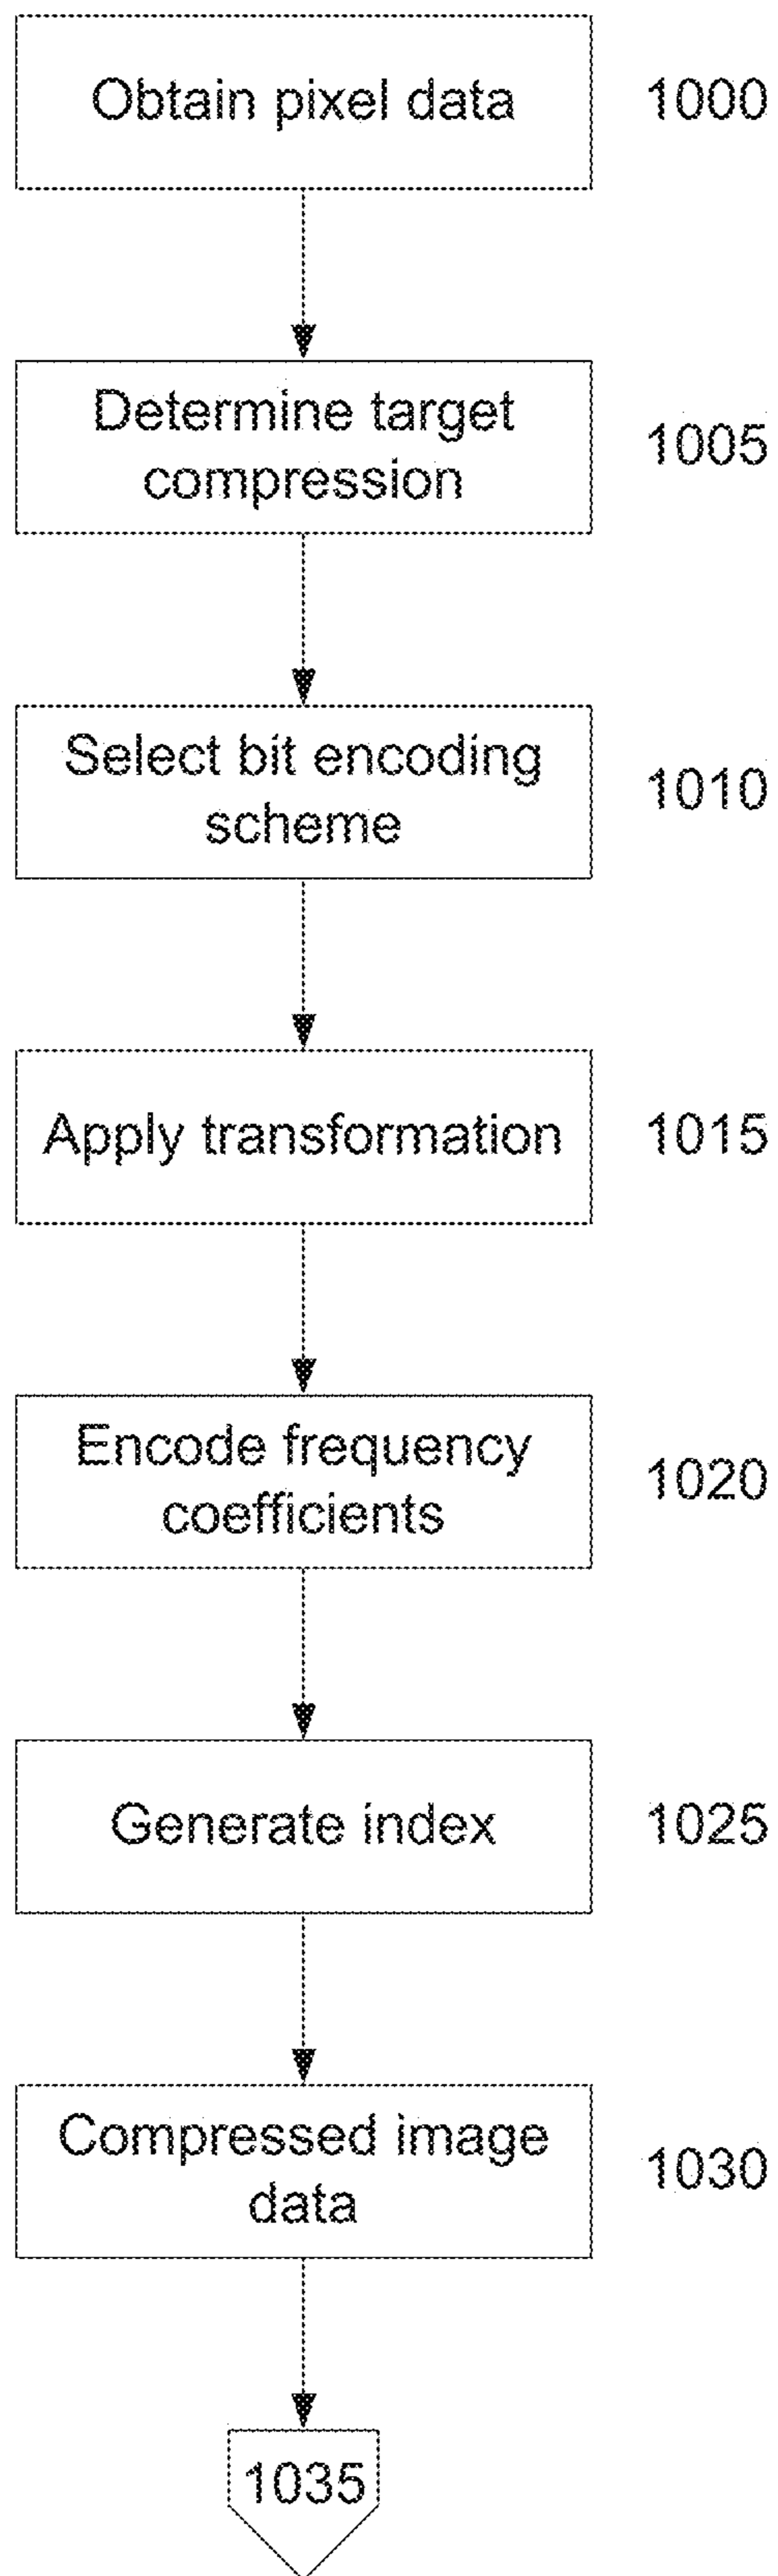 Obtain pixel data 1000
Determine target
compression
1005
Select bit encoding
scheme
1010
Apply transformation 1015
Encode frequency
coefficients
1020
Generate index 1025
Compressed image
data
1030
1035